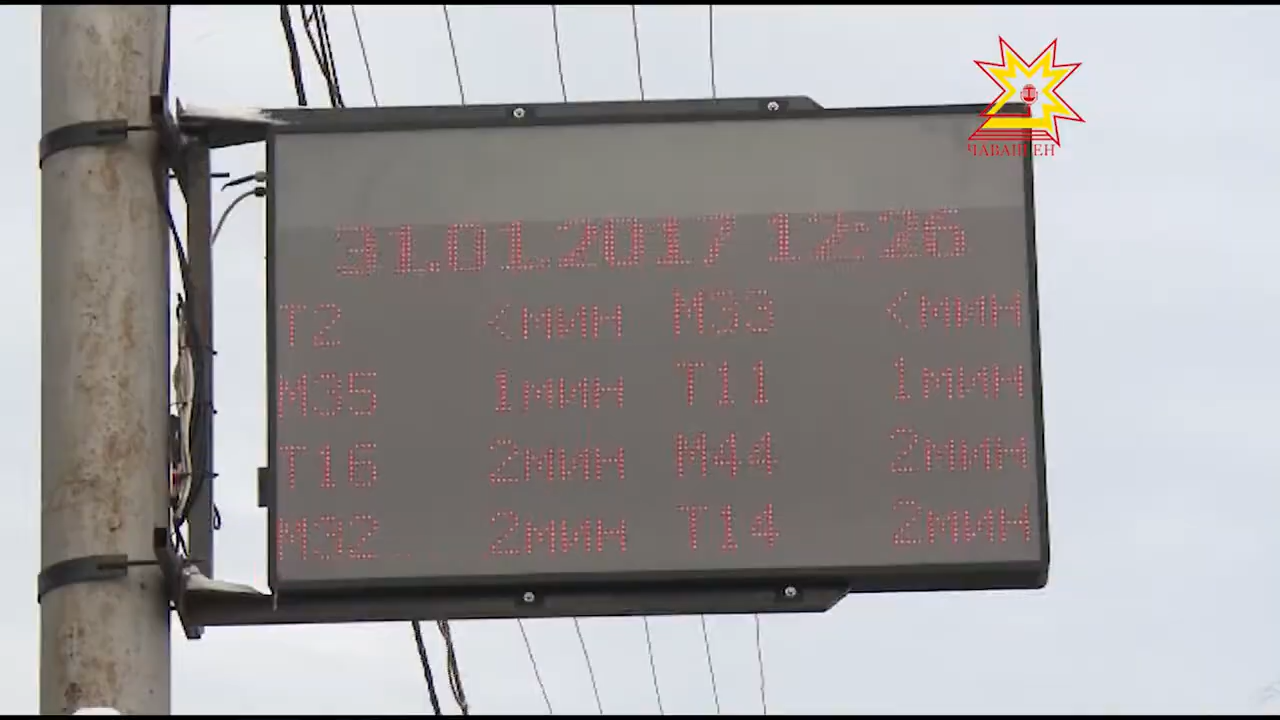 ЧӐВАШ ЕН
31.01.2017 12:26
Т2 <мин М33 <мин
М35 1мин Т11 1мин
Т16 2мин М44 2мин
М32 2мин Т14 2мин